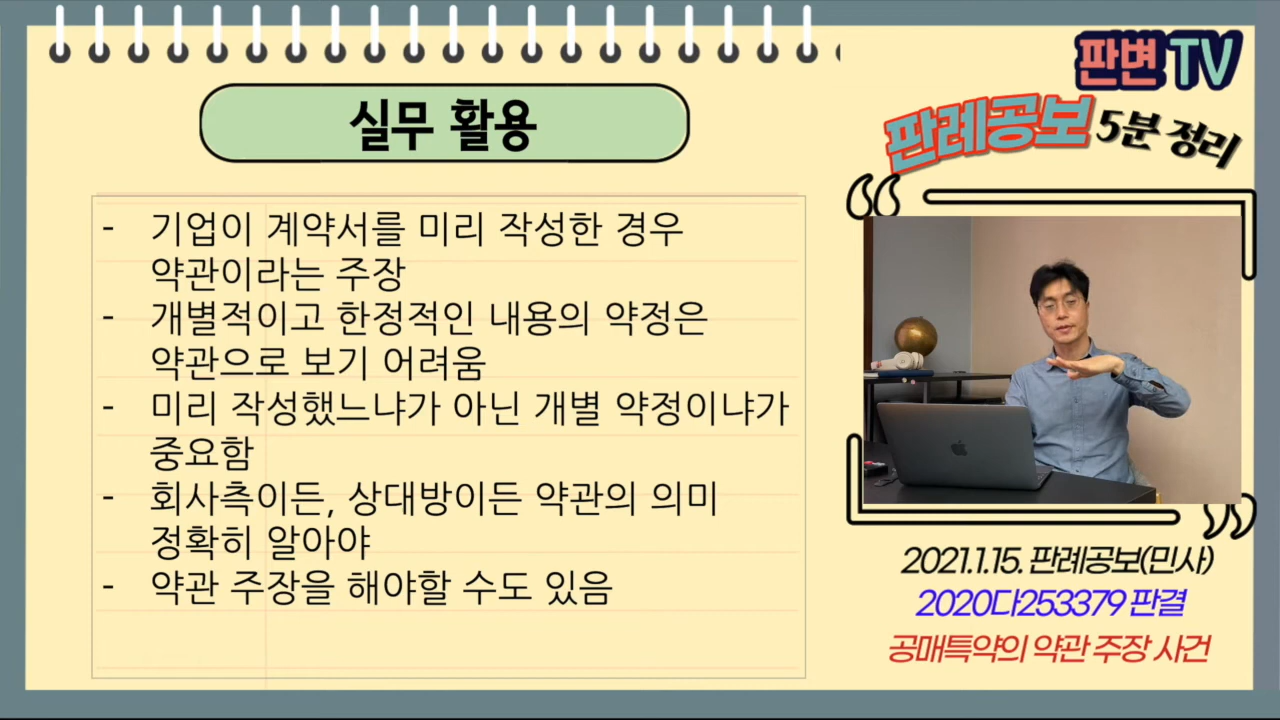 판변TV
판례공보 5분 정리
실무 활용
- 기업이 계약서를 미리 작성한 경우
약관이라는 주장
- 개별적이고 한정적인 내용의 약정은
약관으로 보기 어려움
- 미리 작성했느냐가 아닌 개별 약정이냐가
중요함
- 회사측이든, 상대방이든 약관의 의미
정확히 알아야
- 약관 주장을 해야할 수도 있음
2021.1.15. 판례공보(민사)
2020다253379 판결
공매특약의 약관 주장 사건